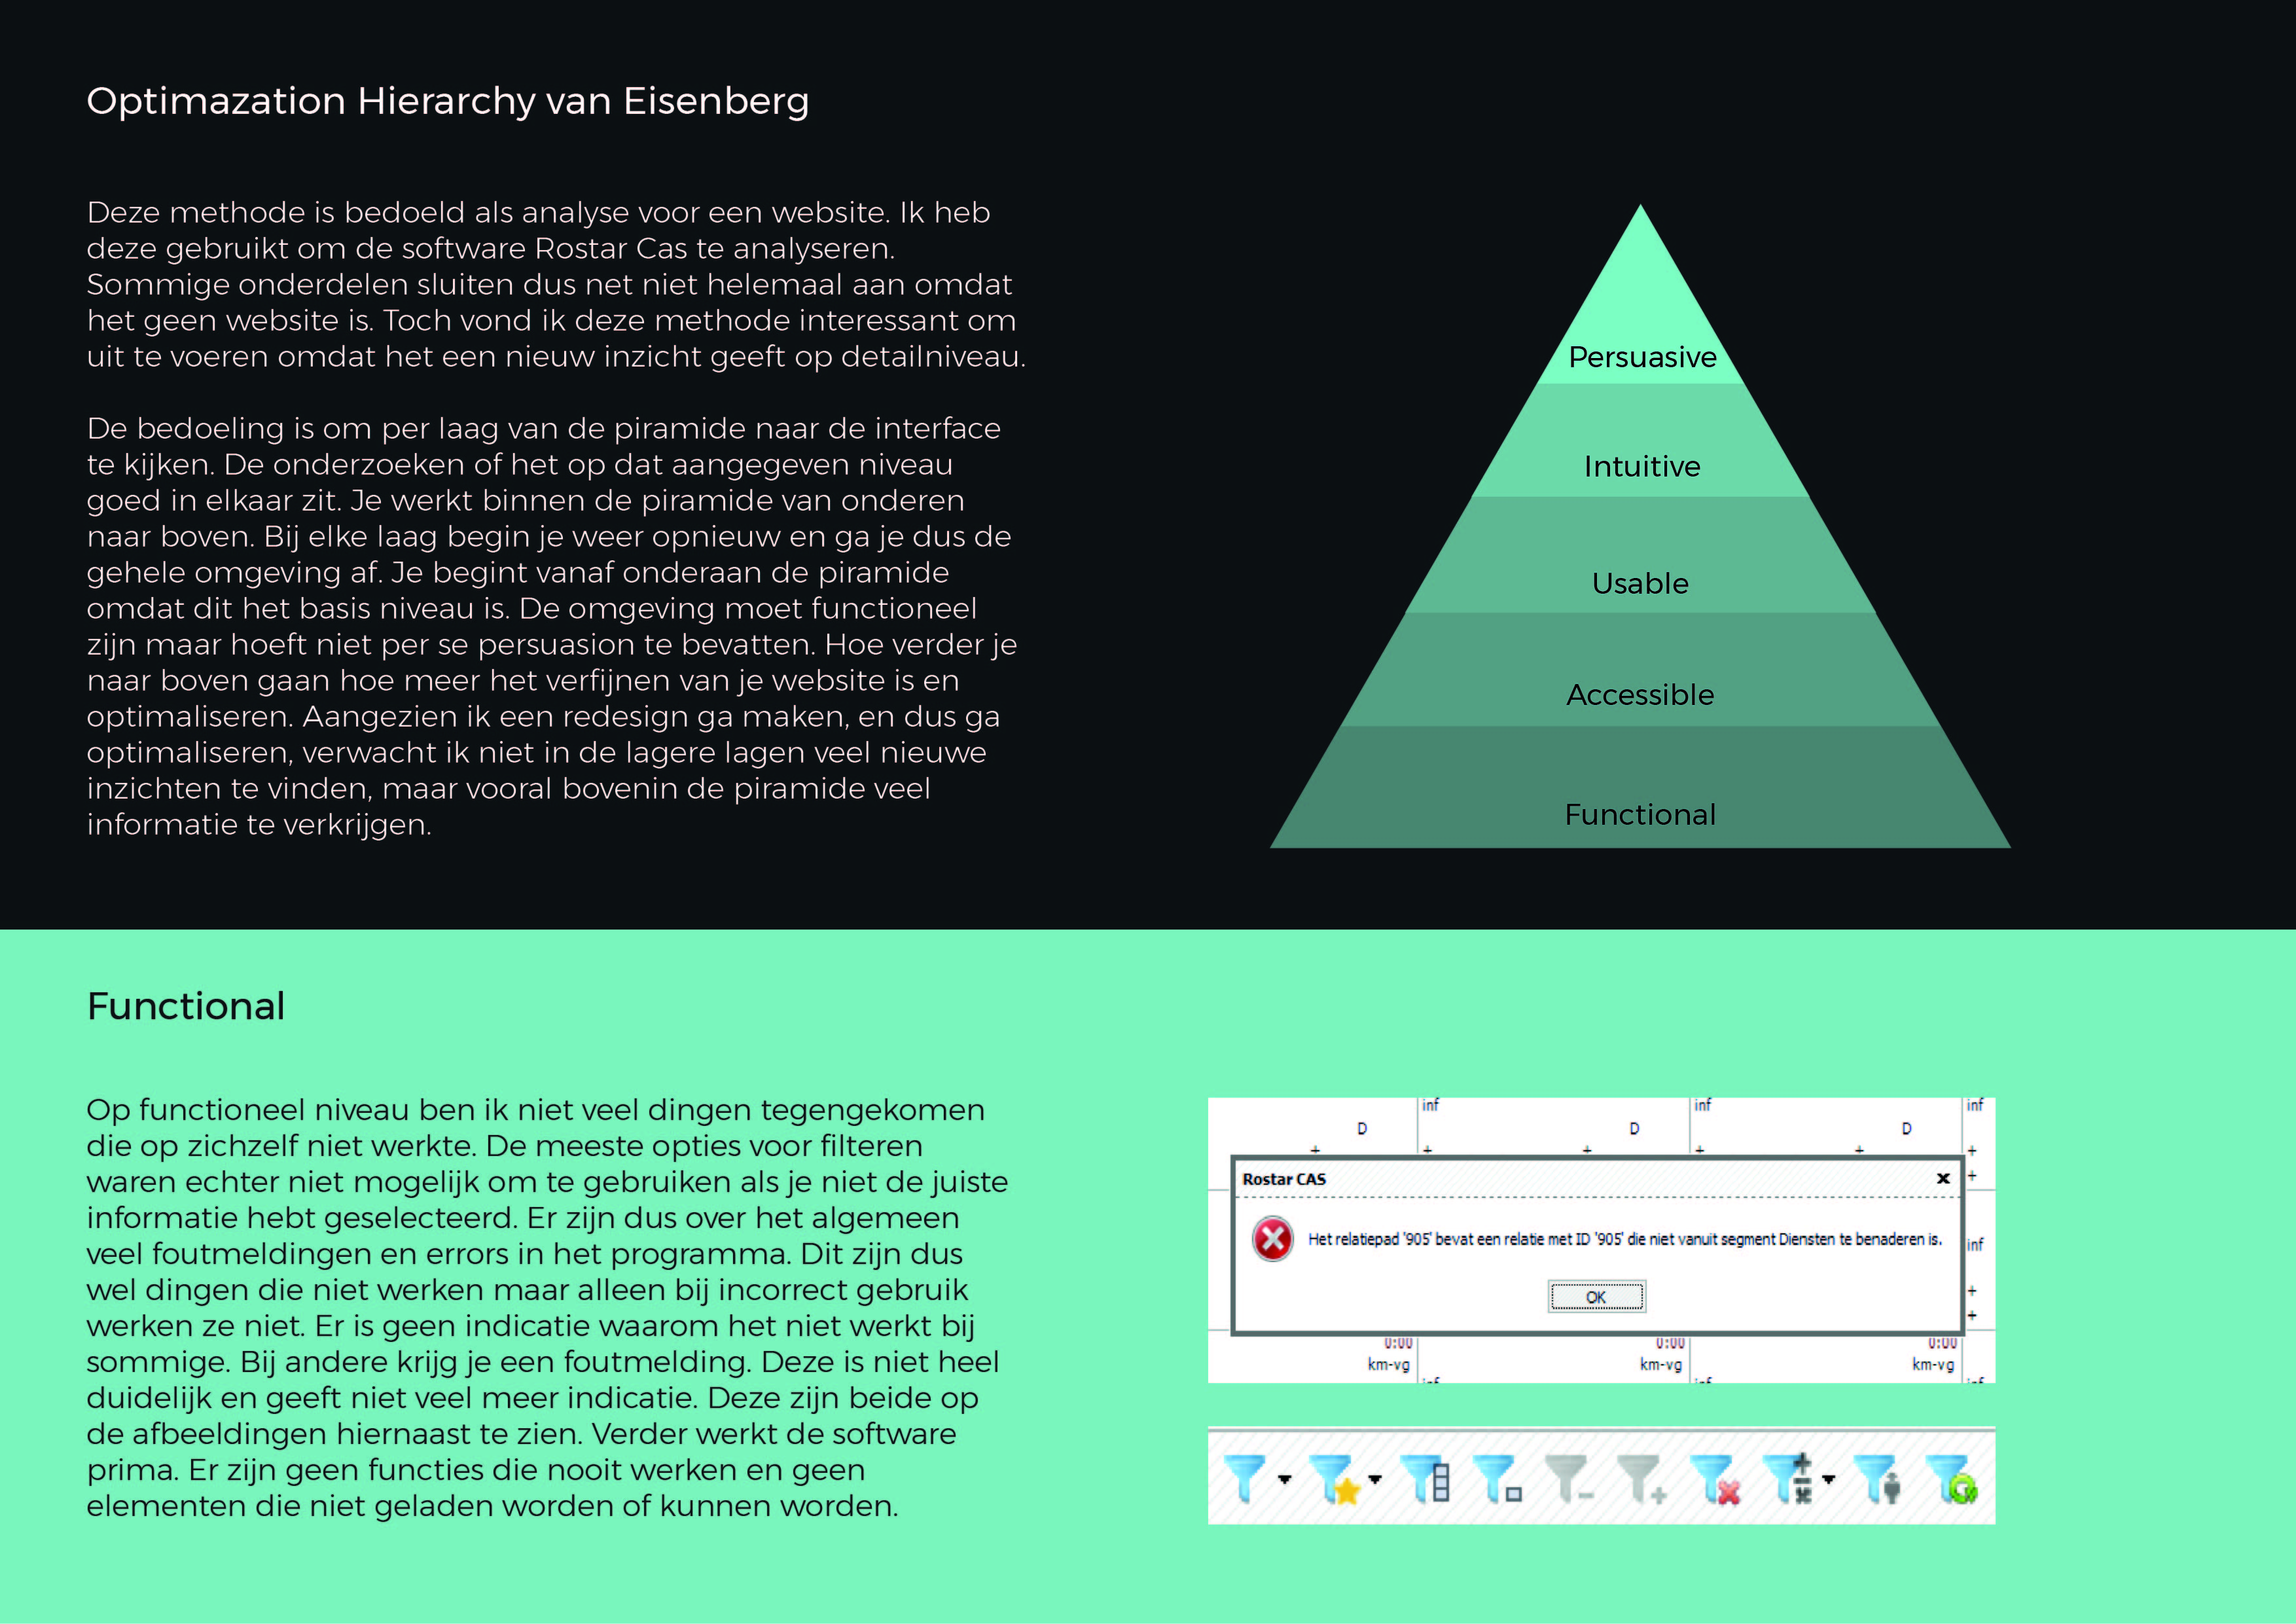 Optimazation Hierarchy van Eisenberg
Deze methode is bedoeld als analyse voor een website. Ik heb
deze gebruikt om de software Rostar Cas te analyseren.
Sommige onderdelen sluiten dus net niet helemaal aan omdat
het geen website is. Toch vond ik deze methode interessant om
uit te voeren omdat het een nieuw inzicht geeft op detailniveau.
De bedoeling is om per laag van de piramide naar de interface
te kijken. De onderzoeken of het op dat aangegeven niveau
goed in elkaar zit. Je werkt binnen de piramide van onderen
naar boven. Bij elke laag begin je weer opnieuw en ga je dus de
gehele omgeving af. Je begint vanaf onderaan de piramide
omdat dit het basis niveau is. De omgeving moet functioneel
zijn maar hoeft niet per se persuasion te bevatten. Hoe verder je
naar boven gaan hoe meer het verfijnen van je website is en
optimaliseren. Aangezien ik een redesign ga maken, en dus ga
optimaliseren, verwacht ik niet in de lagere lagen veel nieuwe
inzichten te vinden, maar vooral bovenin de piramide veel
informatie te verkrijgen.
Persuasive
Intuitive
Usable
Accessible
Functional
Functional
Op functioneel niveau ben ik niet veel dingen tegengekomen
die op zichzelf niet werkte. De meeste opties voor filteren
waren echter niet mogelijk om te gebruiken als je niet de juiste
informatie hebt geselecteerd. Er zijn dus over het algemeen
veel foutmeldingen en errors in het programma. Dit zijn dus
wel dingen die niet werken maar alleen bij incorrect gebruik
werken ze niet. Er is geen indicatie waarom het niet werkt bij
sommige. Bij andere krijg je een foutmelding. Deze is niet heel
duidelijk en geeft niet veel meer indicatie. Deze zijn beide op
de afbeeldingen hiernaast te zien. Verder werkt de software
prima. Er zijn geen functies die nooit werken en geen
elementen die niet geladen worden of kunnen worden.
inf inf inf
D D D
+ + + + + +
Rostar CAS x +
Het relatiepad '905' bevat een relatie met ID '905' die niet vanuit segment Diensten te benaderen is. inf
OK +
+
0:00 0:00 0:00
km-vg km-vg km-vg